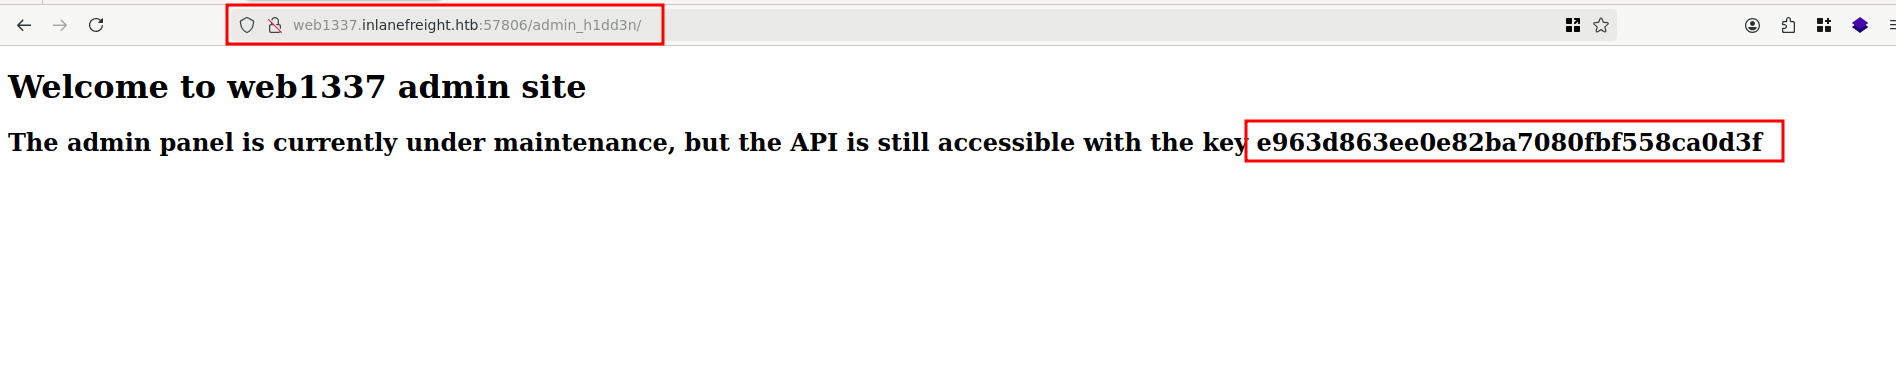 web1337.inlanefreight.htb:57806/admin_h1dd3n/
Welcome to web1337 admin site
The admin panel is currently under maintenance, but the API is still accessible with the key e963d863ee0e82ba7080fbf558ca0d3f